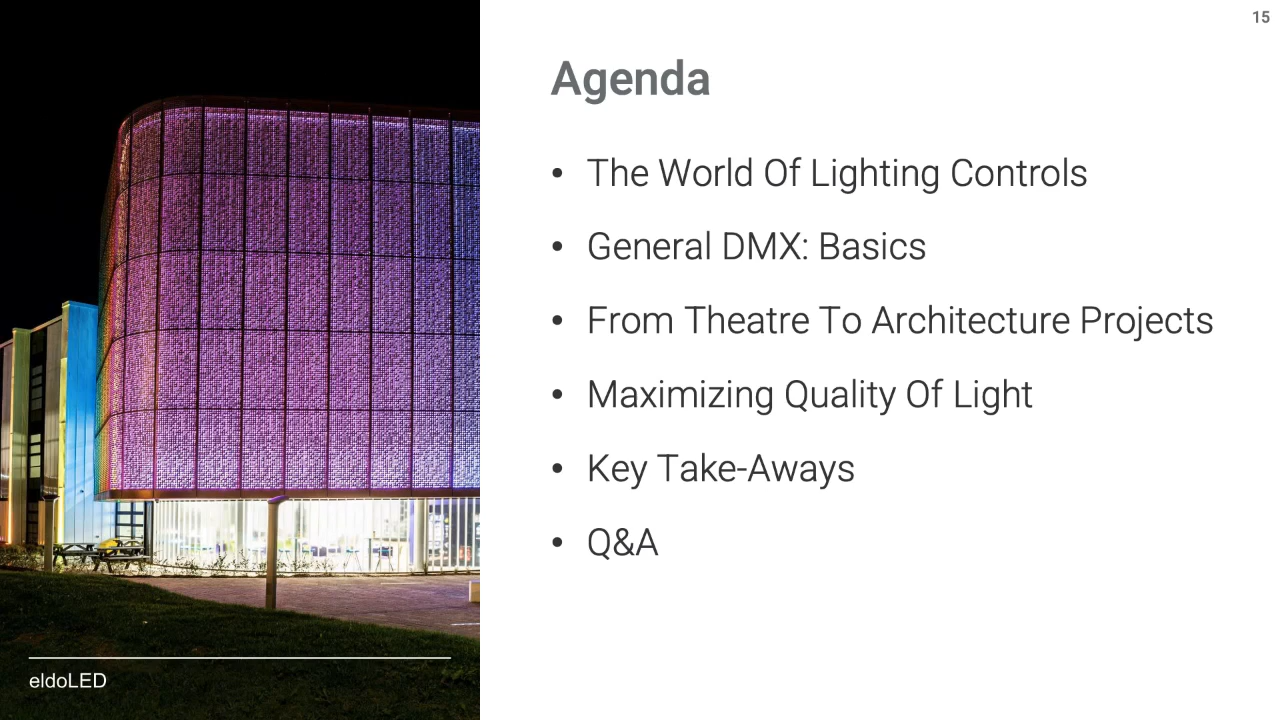 15
Agenda
• The World Of Lighting Controls
• General DMX: Basics
• From Theatre To Architecture Projects
• Maximizing Quality Of Light
• Key Take-Aways
• Q&A
eldoLED